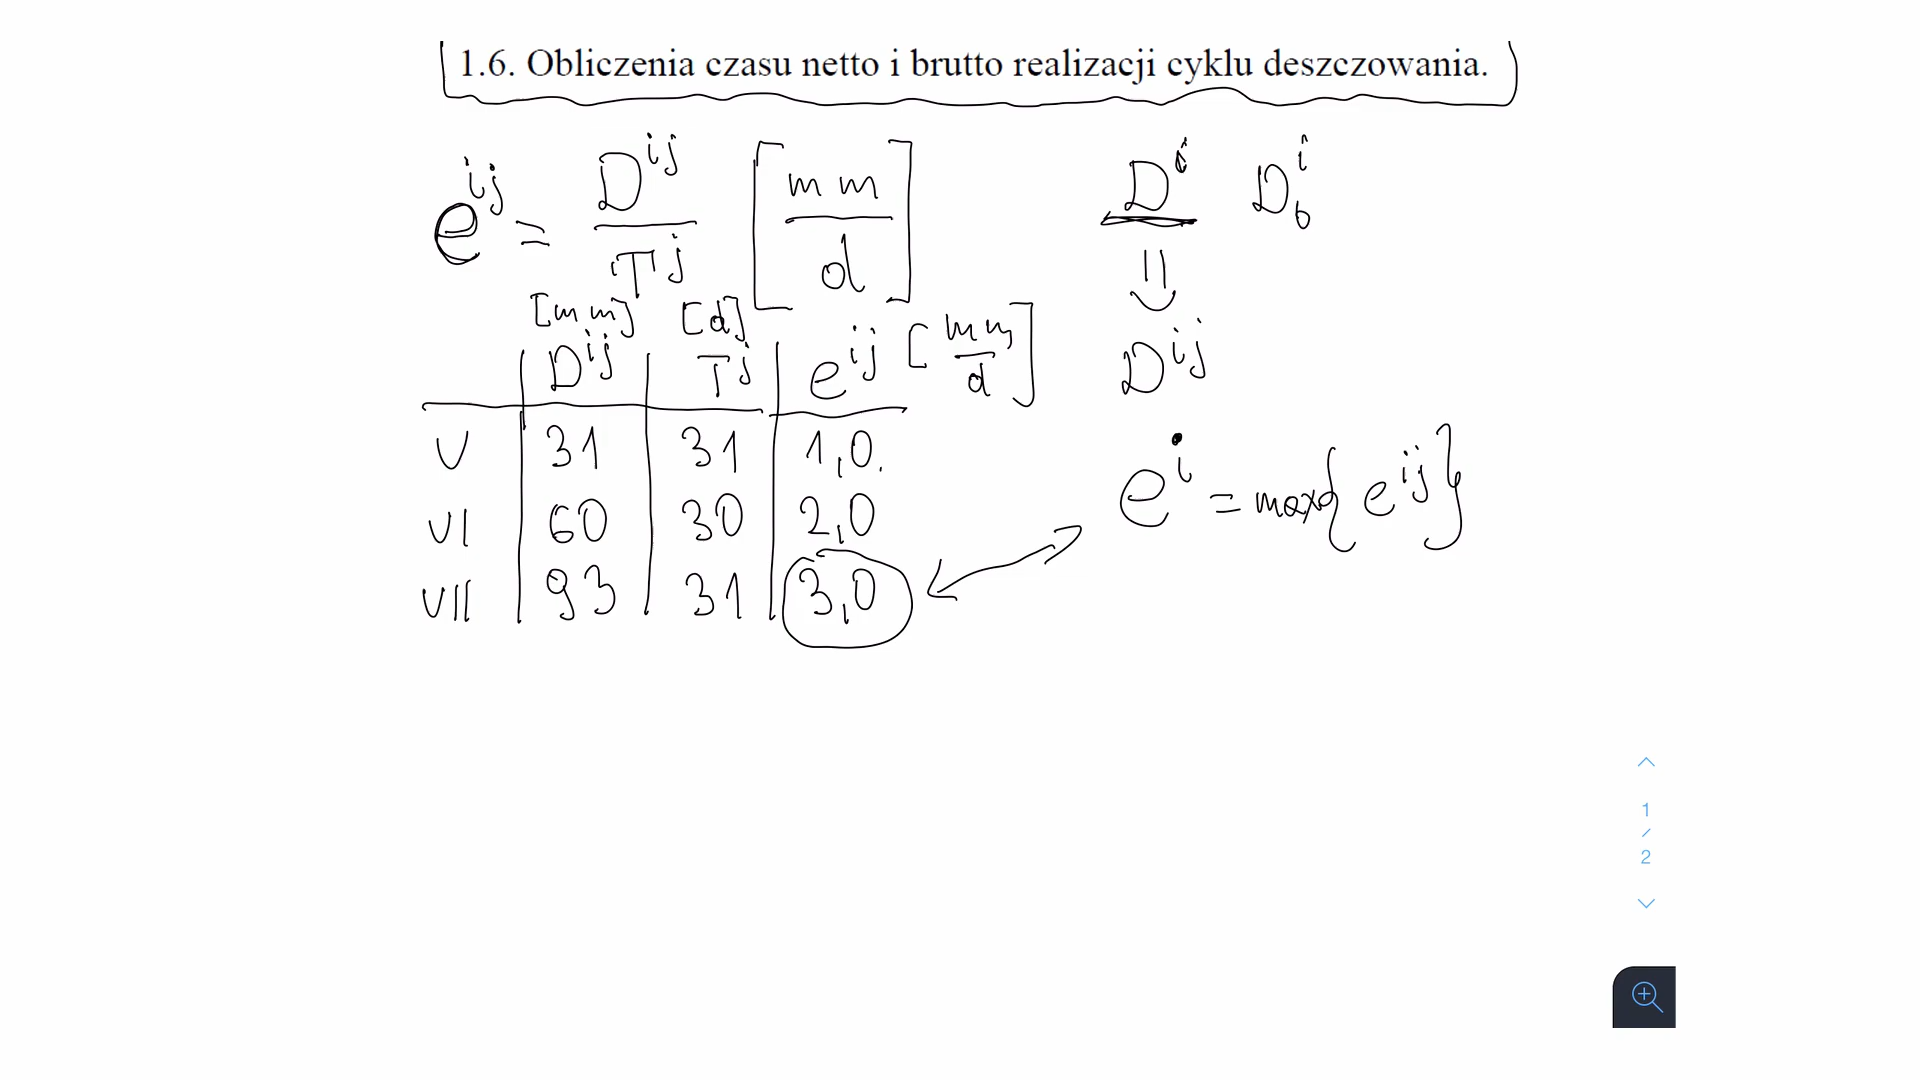 1.6. Obliczenia czasu netto i brutto realizacji cyklu deszczowania.
e^{ij} = D^{ij} / T^j [mm / d]
D^i D_b^i
⇓
D^{ij}
[mm] [d]
D^{ij} T^j e^{ij} [mm / d]
V 31 31 1,0.
VI 60 30 2,0
VII 93 31 3,0
e^i = max{e^{ij}}
1
/
2